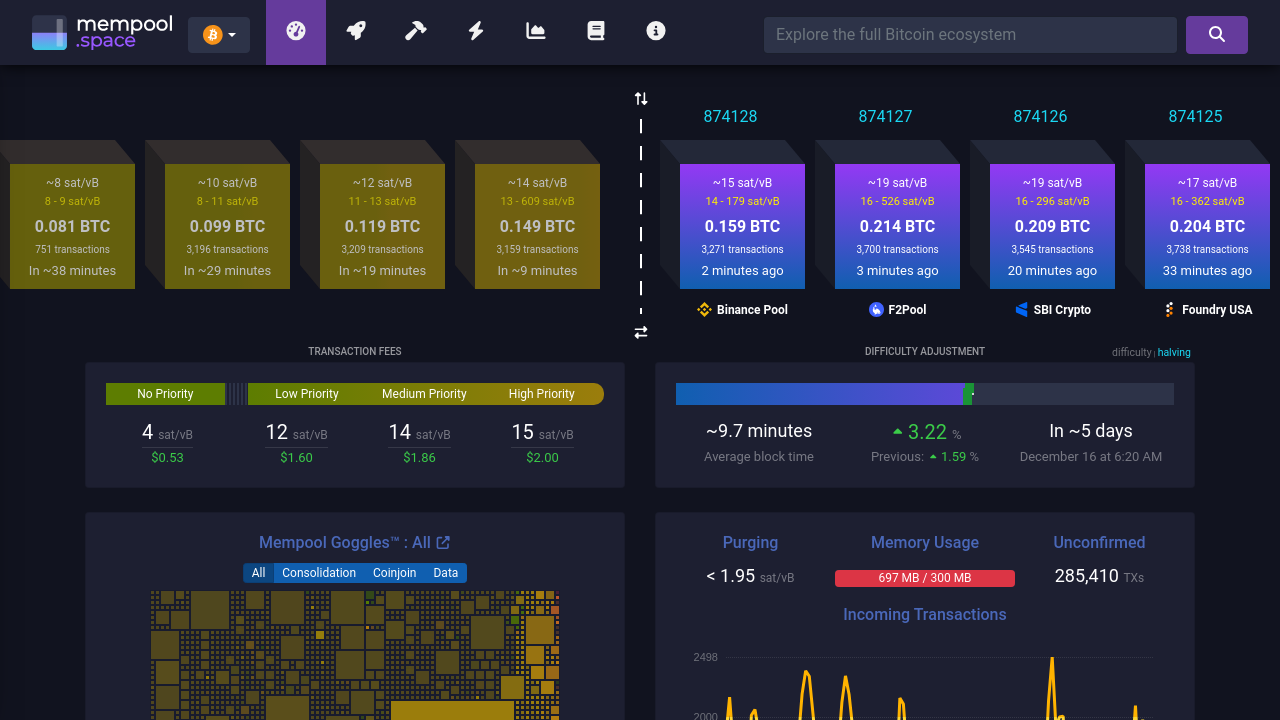 mempool
.space
Explore the full Bitcoin ecosystem
874128
874127
874126
874125
~8 sat/vB
8 - 9 sat/vB
0.081 BTC
751 transactions
In ~38 minutes
~10 sat/vB
8 - 11 sat/vB
0.099 BTC
3,196 transactions
In ~29 minutes
~12 sat/vB
11 - 13 sat/vB
0.119 BTC
3,209 transactions
In ~19 minutes
~14 sat/vB
13 - 609 sat/vB
0.149 BTC
3,159 transactions
In ~9 minutes
~15 sat/vB
14 - 179 sat/vB
0.159 BTC
3,271 transactions
2 minutes ago
Binance Pool
~19 sat/vB
16 - 526 sat/vB
0.214 BTC
3,700 transactions
3 minutes ago
F2Pool
~19 sat/vB
16 - 296 sat/vB
0.209 BTC
3,545 transactions
20 minutes ago
SBI Crypto
~17 sat/vB
16 - 362 sat/vB
0.204 BTC
3,738 transactions
33 minutes ago
Foundry USA
TRANSACTION FEES
No Priority
Low Priority
Medium Priority
High Priority
4 sat/vB
12 sat/vB
14 sat/vB
15 sat/vB
$0.53
$1.60
$1.86
$2.00
DIFFICULTY ADJUSTMENT
difficulty | halving
~9.7 minutes
Average block time
3.22 %
Previous: 1.59 %
In ~5 days
December 16 at 6:20 AM
Mempool Goggles™ : All
All
Consolidation
Coinjoin
Data
Purging
< 1.95 sat/vB
Memory Usage
697 MB / 300 MB
Unconfirmed
285,410 TXs
Incoming Transactions
2498
2000